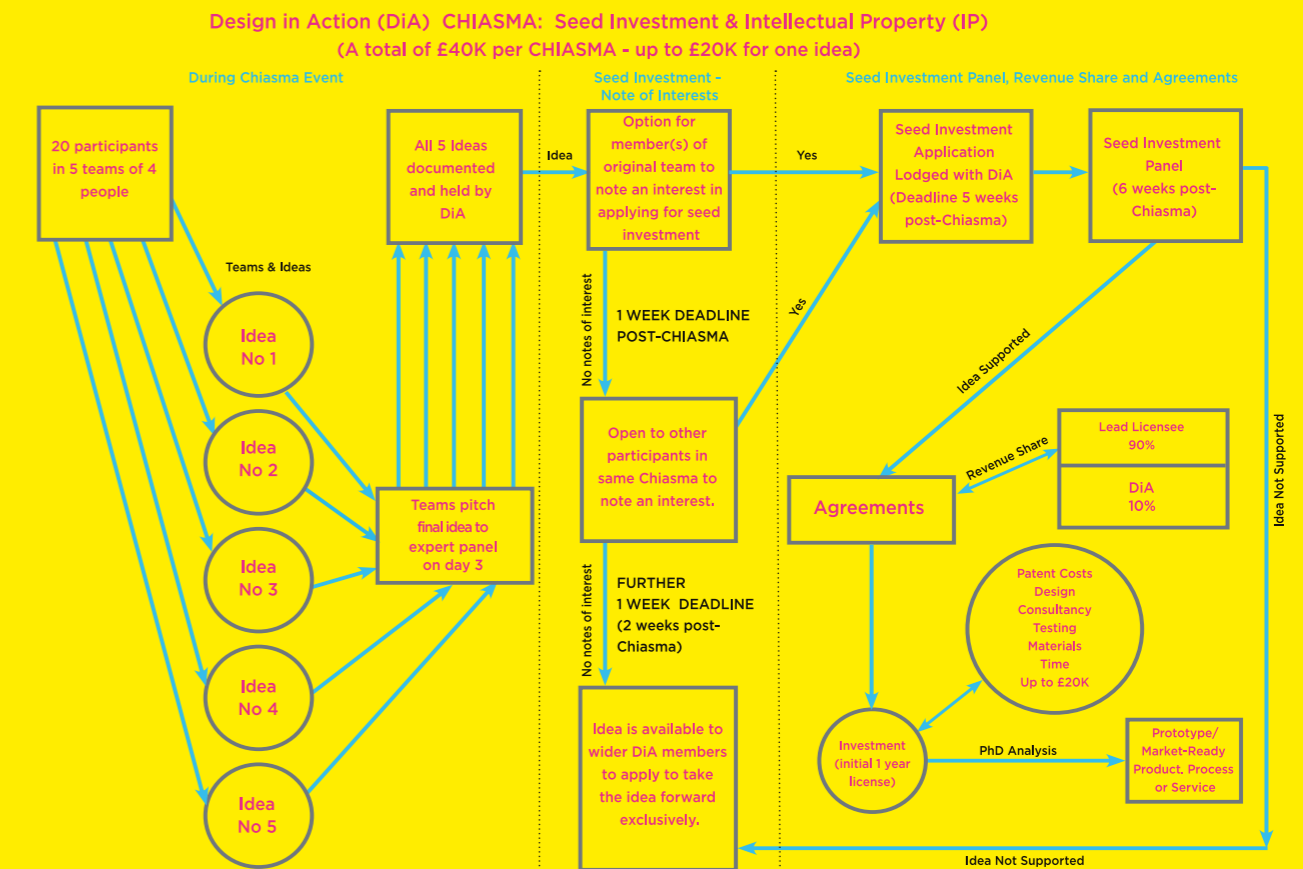 Design in Action (DiA) CHIASMA: Seed Investment & Intellectual Property (IP)
(A total of £40K per CHIASMA - up to £20K for one idea)
During Chiasma Event
Seed Investment –
Note of Interests
Seed Investment Panel, Revenue Share and Agreements
20 participants
in 5 teams of 4
people
Teams & Ideas
Idea
No 1
Idea
No 2
Idea
No 3
Idea
No 4
Idea
No 5
Teams pitch
final idea to
expert panel
on day 3
All 5 Ideas
documented
and held by
DiA
Idea
Option for
member(s) of
original team to
note an interest in
applying for seed
investment
Yes
No notes of interest
1 WEEK DEADLINE
POST-CHIASMA
Open to other
participants in
same Chiasma to
note an interest.
Yes
No notes of interest
FURTHER
1 WEEK DEADLINE
(2 weeks post-
Chiasma)
Idea is available to
wider DiA members
to apply to take
the idea forward
exclusively.
Seed Investment
Application
Lodged with DiA
(Deadline 5 weeks
post-Chiasma)
Seed Investment
Panel
(6 weeks post-
Chiasma)
Idea Supported
Agreements
Revenue Share
Lead Licensee
90%
DiA
10%
Patent Costs
Design
Consultancy
Testing
Materials
Time
Up to £20K
Investment
(initial 1 year
license)
PhD Analysis
Prototype/
Market-Ready
Product, Process
or Service
Idea Not Supported
Idea Not Supported